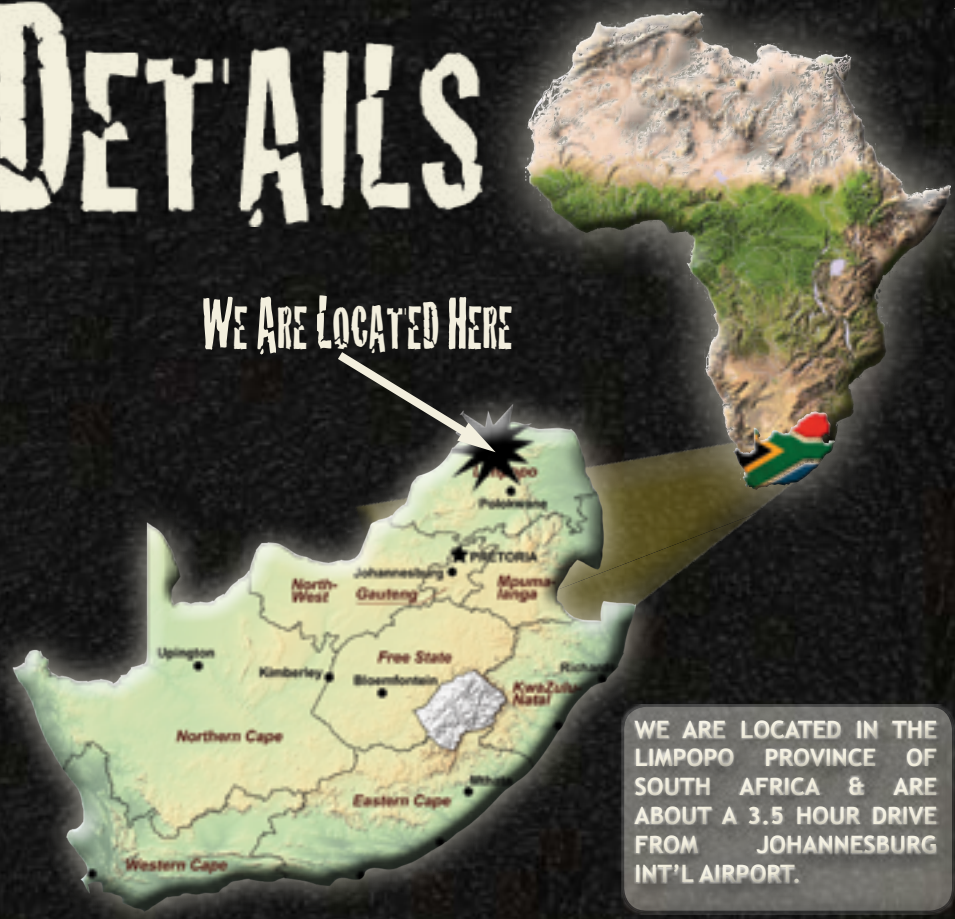 DETAILS
WE ARE LOCATED HERE
Polokwane
PRETORIA
Johannesburg
North-
West
Gauteng
Mpuma-
langa
Upington
Free State
Kimberley
Bloemfontein
KwaZulu-
Natal
Northern Cape
Eastern Cape
Western Cape
WE ARE LOCATED IN THE
LIMPOPO PROVINCE OF
SOUTH AFRICA & ARE
ABOUT A 3.5 HOUR DRIVE
FROM JOHANNESBURG
INT'L AIRPORT.